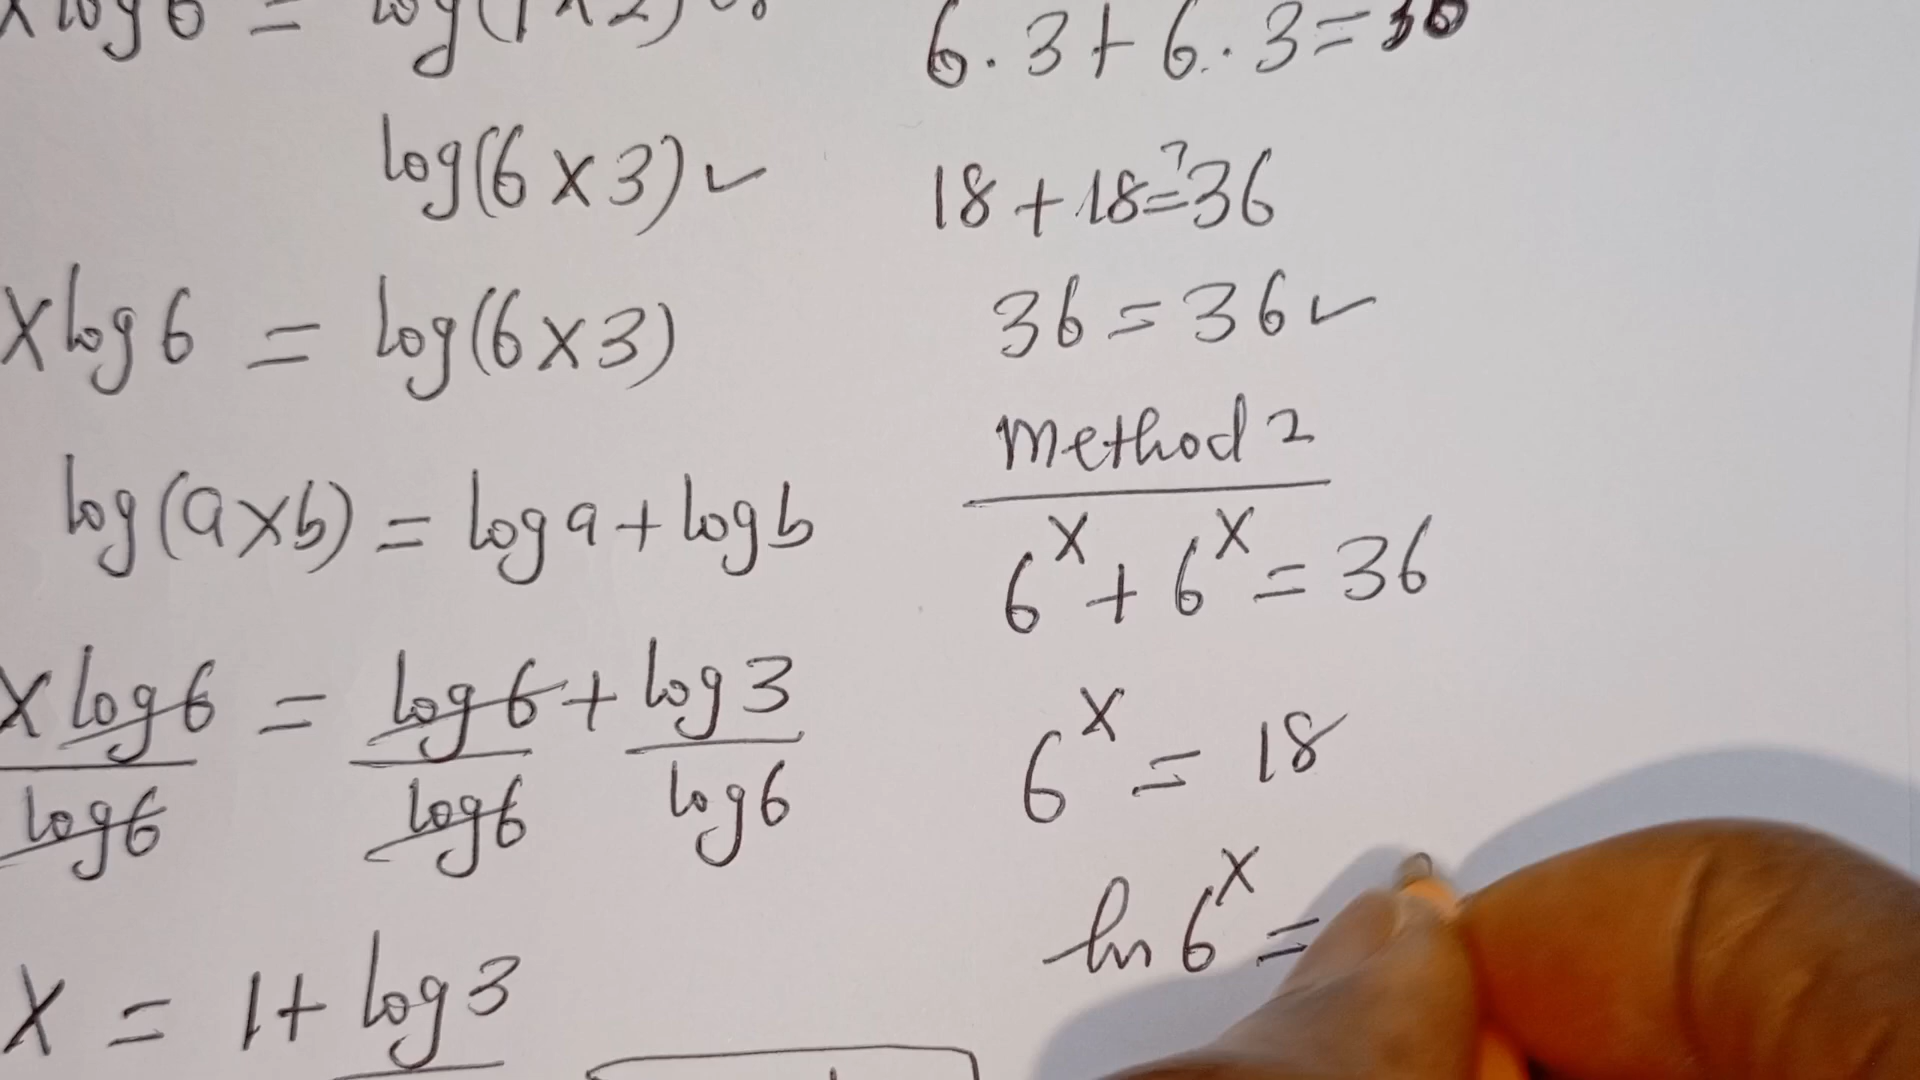 x log 6 =
log(6 x 3) ✓
x log 6 = log(6 x 3)
log(a x b) = log a + log b
x log 6 = log 6 + log 3
log 6 log 6 log 6
x = 1 + log 3
6 . 3 + 6 . 3 = 36
18 + 18 =? 36
36 = 36 ✓
Method 2
6^x + 6^x = 36
6^x = 18
ln 6^x =